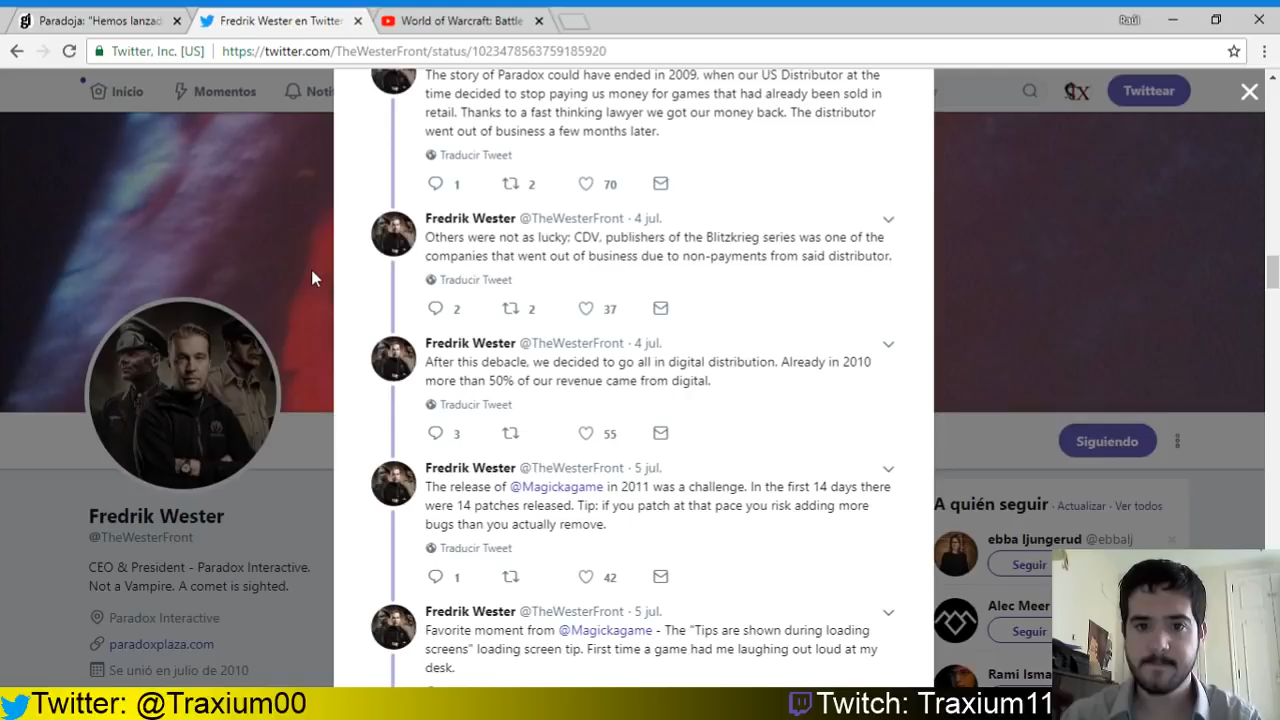 Paradoja: "Hemos lanzad
Fredrik Wester en Twitter
World of Warcraft: Battle
Raúl
Twitter, Inc. [US]
https://twitter.com/TheWesterFront/status/1023478563759185920
Inicio
Momentos
Noti
Twittear
The story of Paradox could have ended in 2009, when our US Distributor at the
time decided to stop paying us money for games that had already been sold in
retail. Thanks to a fast thinking lawyer we got our money back. The distributor
went out of business a few months later.
Traducir Tweet
1 2 70
Fredrik Wester @TheWesterFront · 4 jul.
Others were not as lucky; CDV, publishers of the Blitzkrieg series was one of the
companies that went out of business due to non-payments from said distributor.
Traducir Tweet
2 2 37
Fredrik Wester @TheWesterFront · 4 jul.
After this debacle, we decided to go all in digital distribution. Already in 2010
more than 50% of our revenue came from digital.
Traducir Tweet
3 55
Fredrik Wester @TheWesterFront · 5 jul.
The release of @Magickagame in 2011 was a challenge. In the first 14 days there
were 14 patches released. Tip: if you patch at that pace you risk adding more
bugs than you actually remove.
Traducir Tweet
1 42
Fredrik Wester @TheWesterFront · 5 jul.
Favorite moment from @Magickagame - The "Tips are shown during loading
screens" loading screen tip. First time a game had me laughing out loud at my
desk.
Fredrik Wester
@TheWesterFront
CEO & President - Paradox Interactive.
Not a Vampire. A comet is sighted.
Paradox Interactive
paradoxplaza.com
Se unió en julio de 2010
Siguiendo
A quién seguir · Actualizar · Ver todos
ebba ljungerud @ebbalj
Seguir
Alec Meer
Seguir
Rami Isma
Twitter: @Traxium00
Twitch: Traxium11